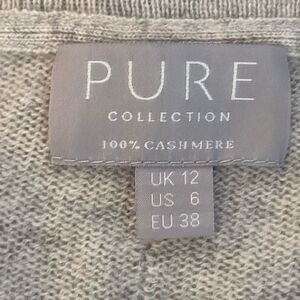 PURE
COLLECTION
100% CASHMERE
UK 12
US 6
EU 38